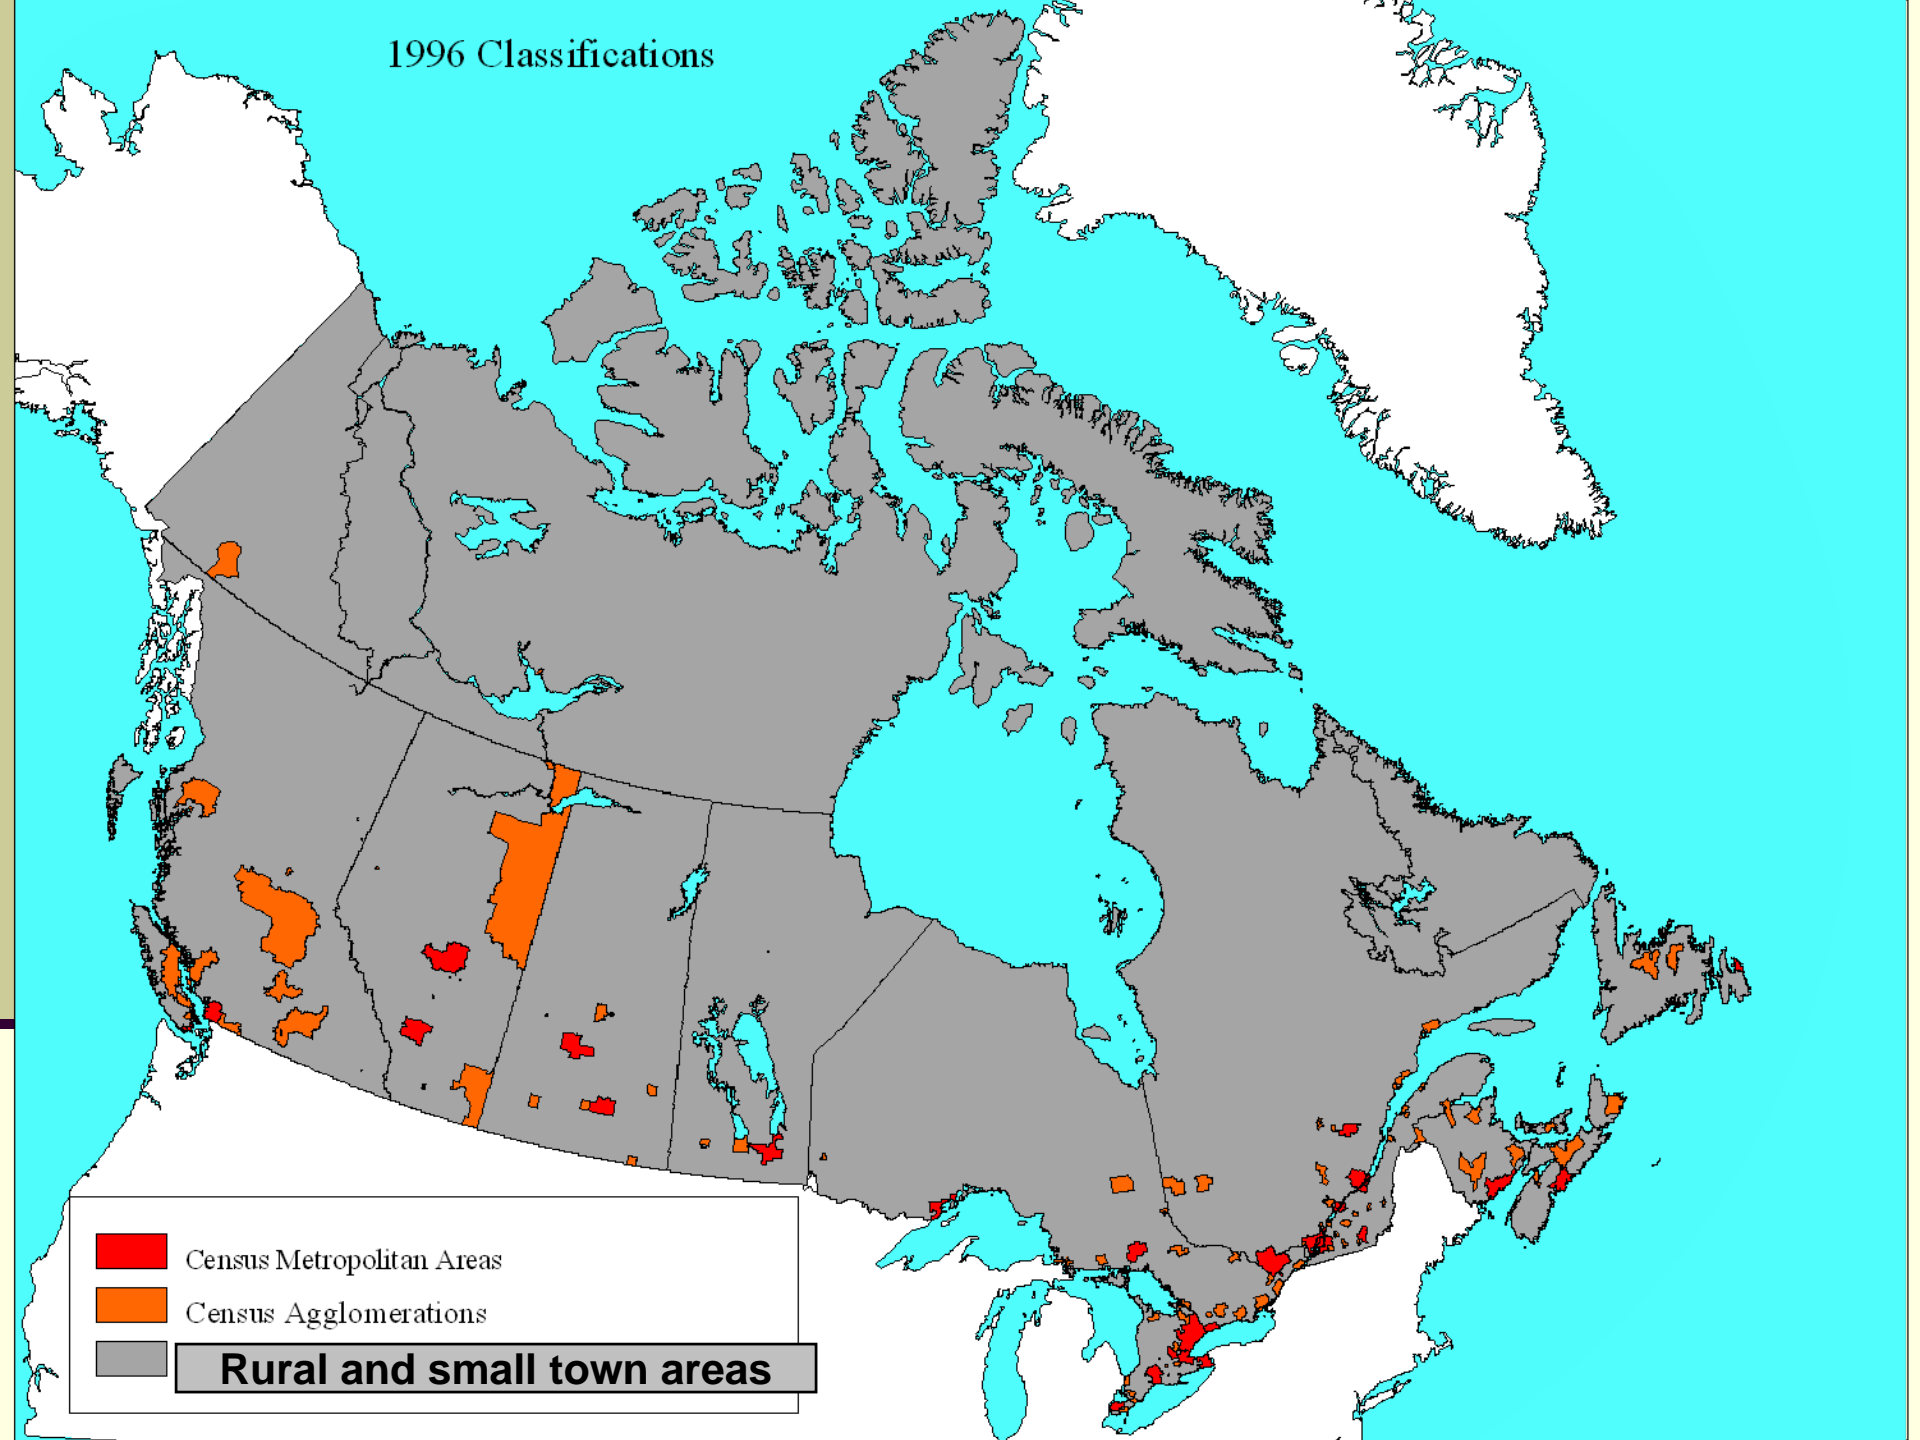 1996 Classifications
Census Metropolitan Areas
Census Agglomerations
Rural and small town areas